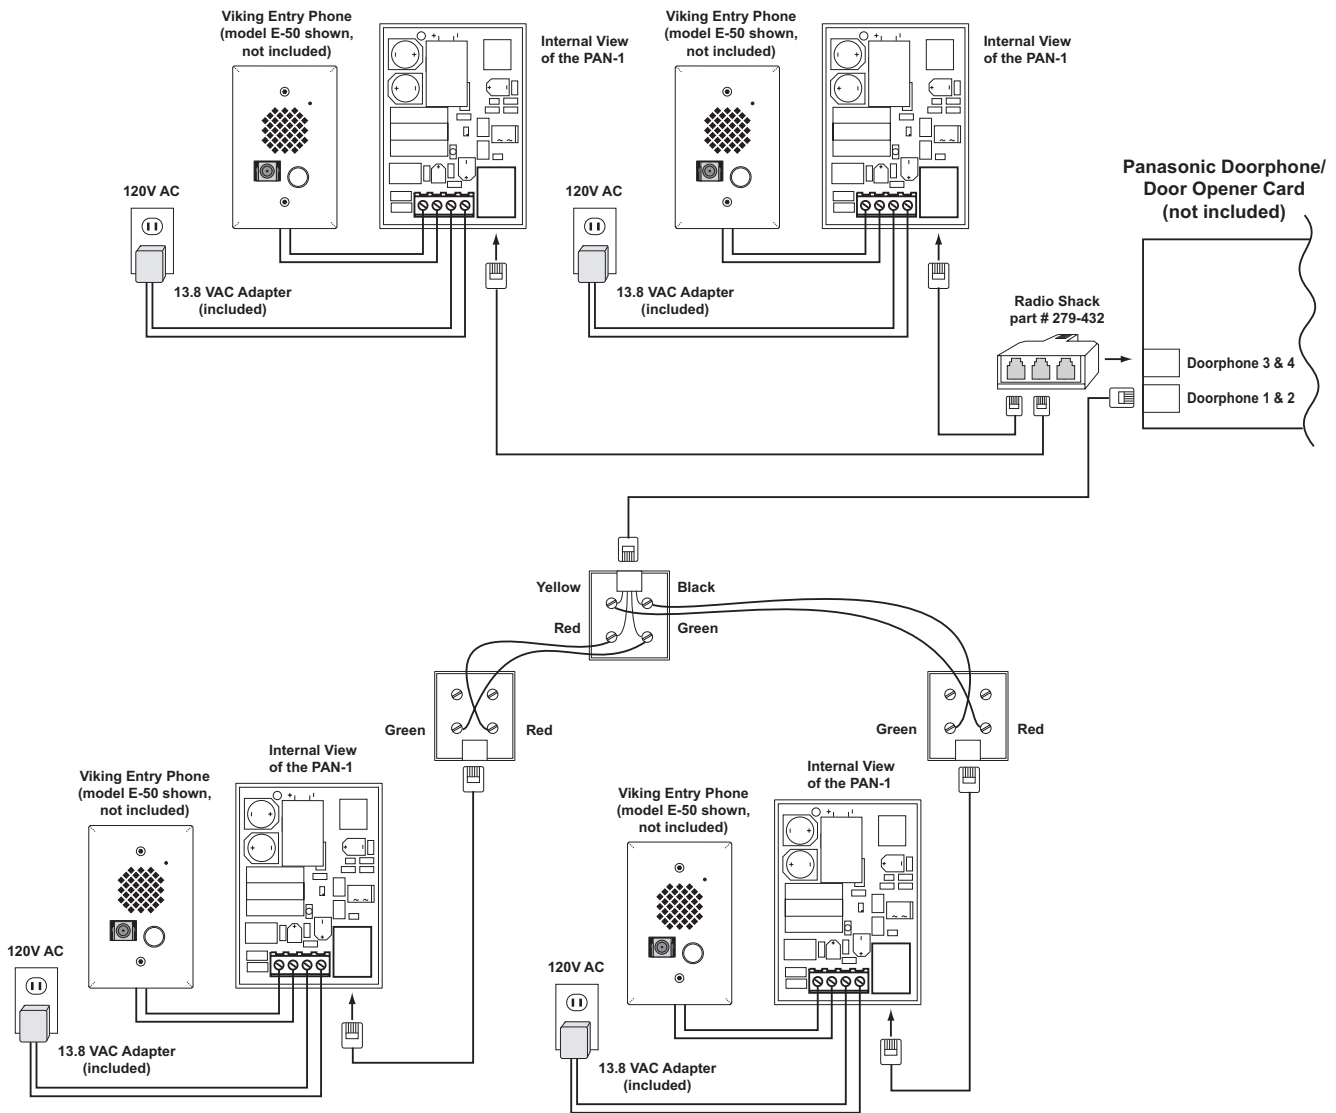 Viking Entry Phone
(model E-50 shown,
not included)
Internal View
of the PAN-1
120V AC
13.8 VAC Adapter
(included)
Viking Entry Phone
(model E-50 shown,
not included)
Internal View
of the PAN-1
120V AC
13.8 VAC Adapter
(included)
Panasonic Doorphone/
Door Opener Card
(not included)
Radio Shack
part # 279-432
Doorphone 3 & 4
Doorphone 1 & 2
Yellow
Black
Red
Green
Green
Red
Green
Red
Viking Entry Phone
(model E-50 shown,
not included)
Internal View
of the PAN-1
120V AC
13.8 VAC Adapter
(included)
Viking Entry Phone
(model E-50 shown,
not included)
Internal View
of the PAN-1
120V AC
13.8 VAC Adapter
(included)